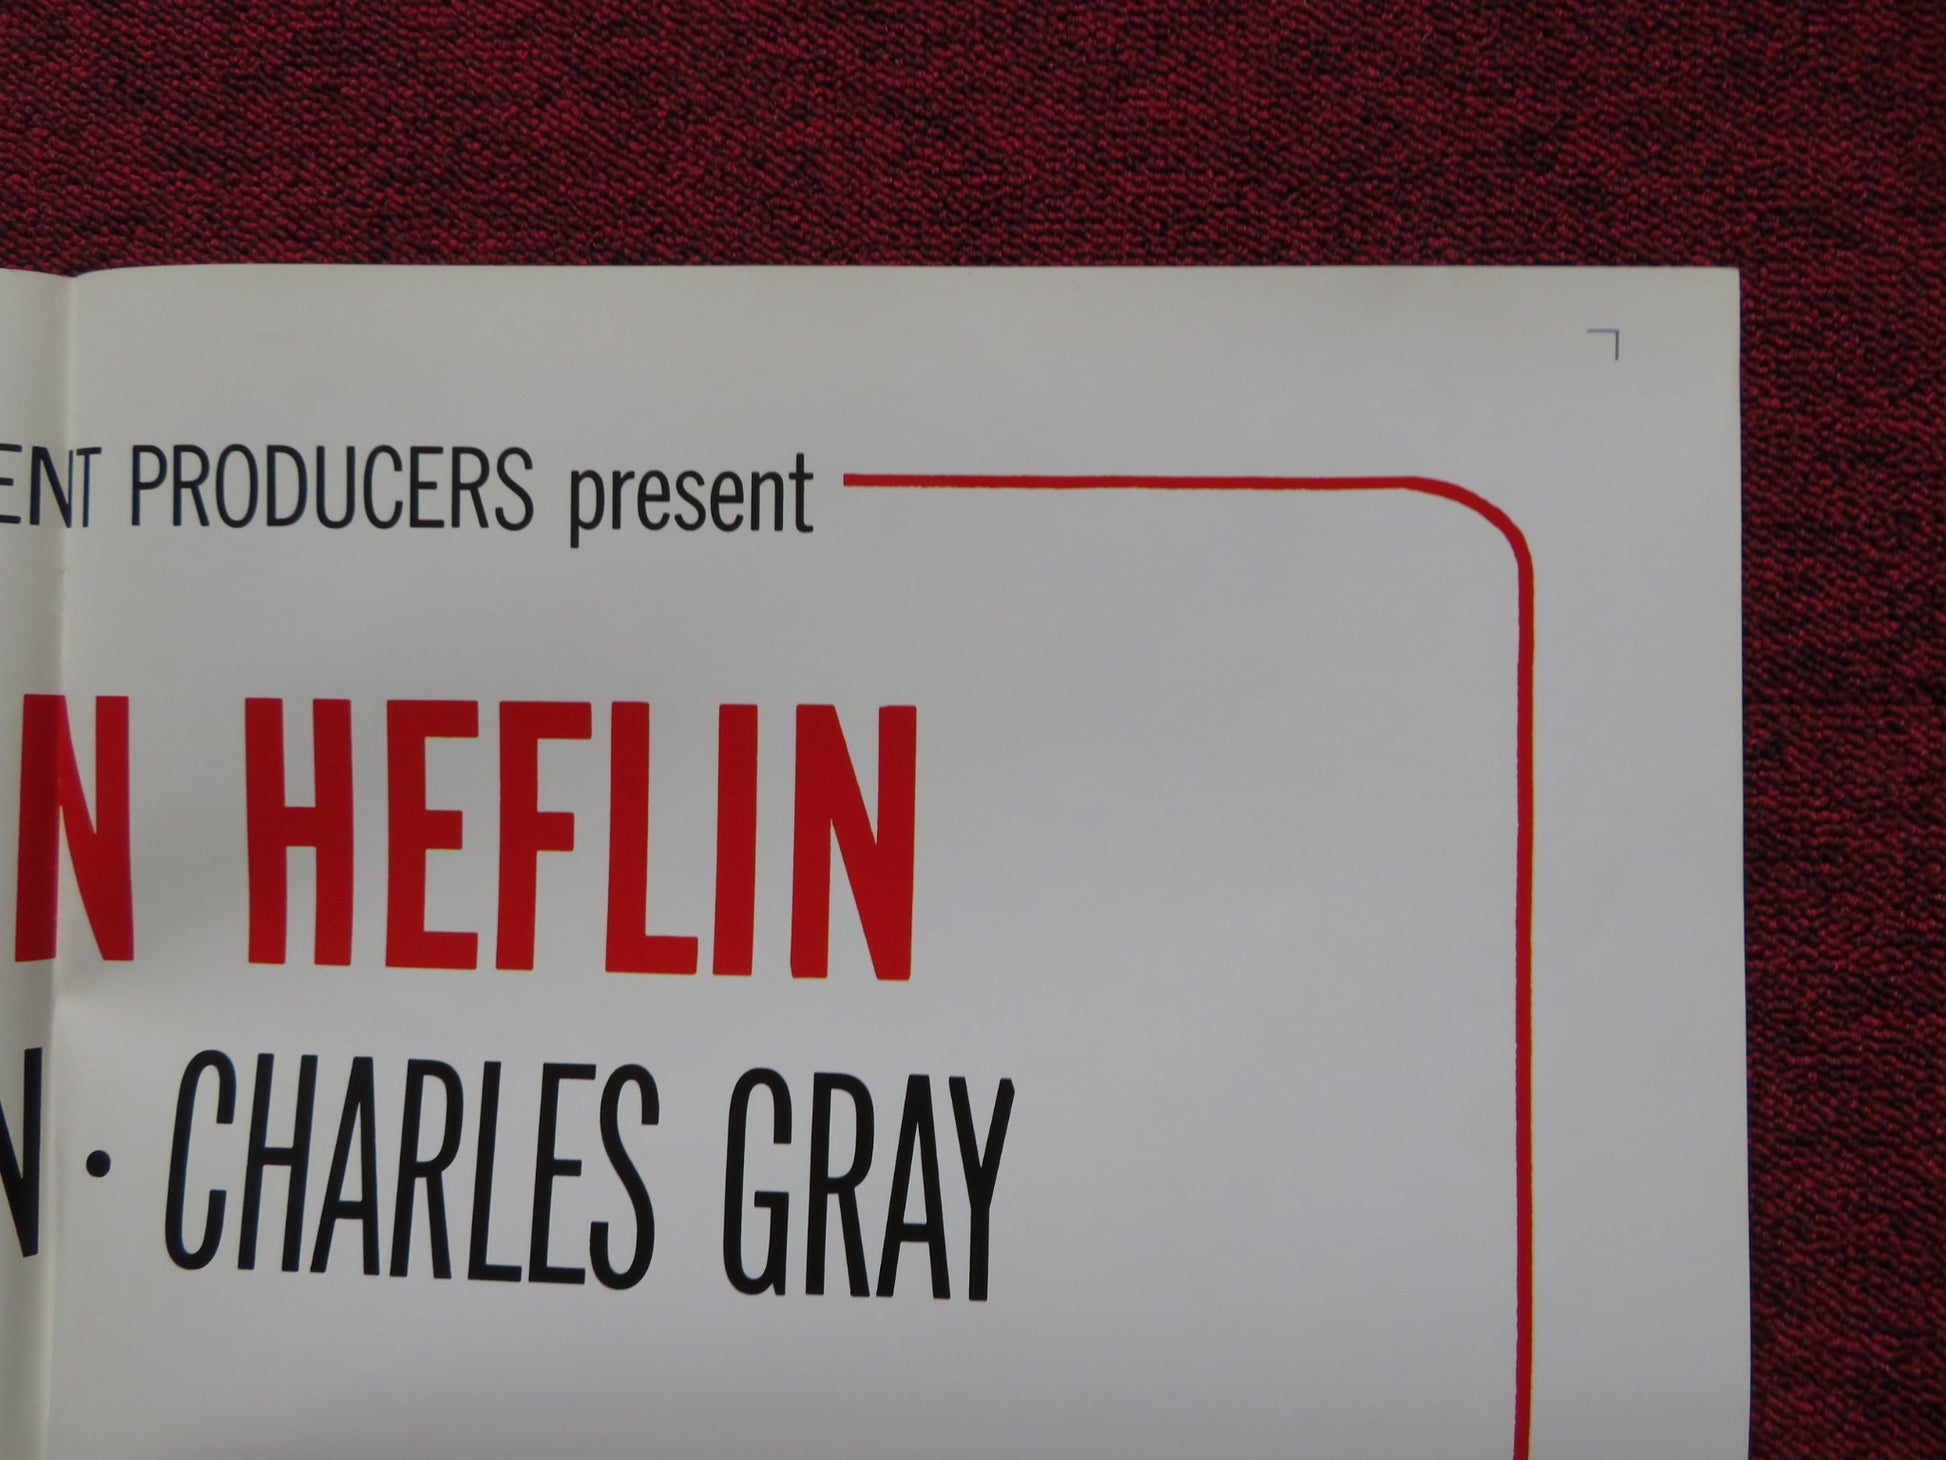 ENT PRODUCERS present
N HEFLIN
N · CHARLES GRAY